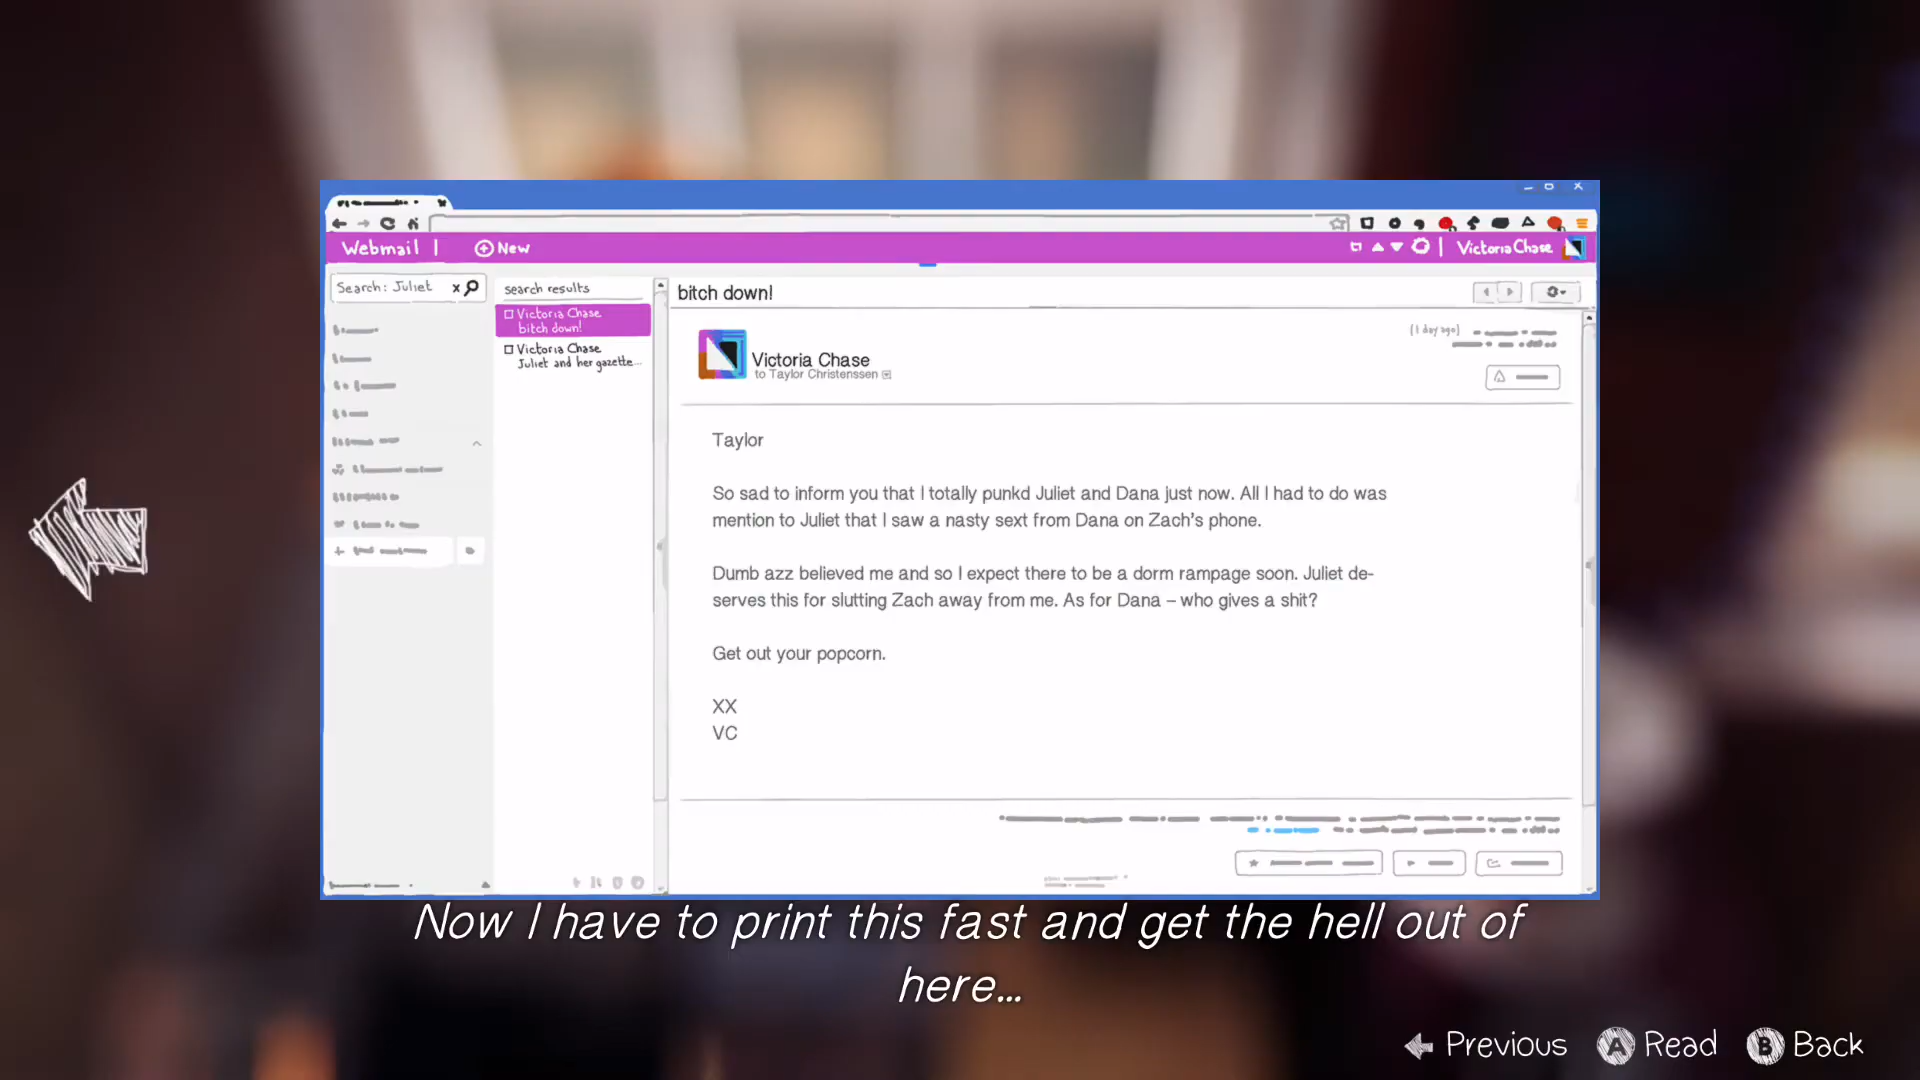 Webmail |
New
Victoria Chase
Search: Juliet x
search results
Victoria Chase
bitch down!
Victoria Chase
Juliet and her gazette...
bitch down!
(1 day ago)
Victoria Chase
to Taylor Christenssen
Taylor
So sad to inform you that I totally punkd Juliet and Dana just now. All I had to do was
mention to Juliet that I saw a nasty sext from Dana on Zach's phone.
Dumb azz believed me and so I expect there to be a dorm rampage soon. Juliet de-
serves this for slutting Zach away from me. As for Dana – who gives a shit?
Get out your popcorn.
XX
VC
Now I have to print this fast and get the hell out of
here...
Previous
A Read
B Back